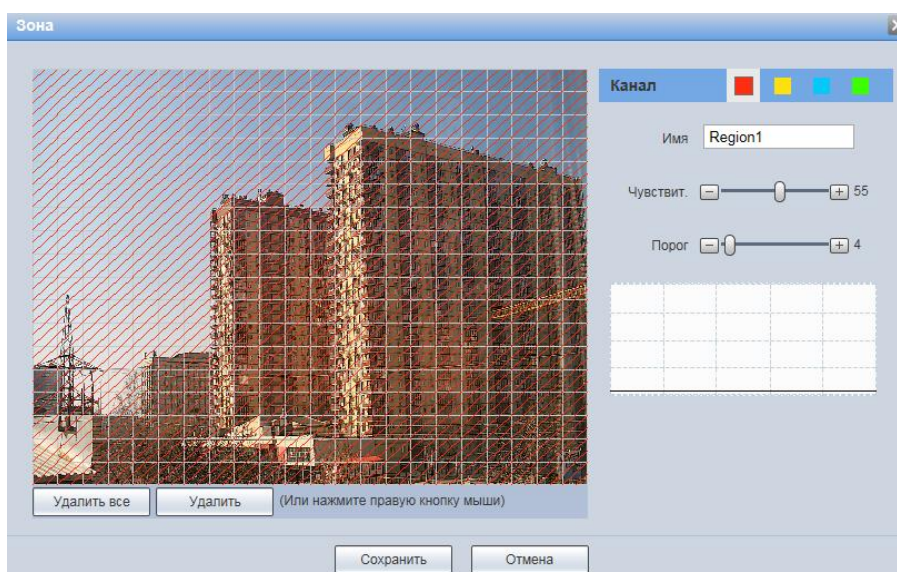 Зона
Канал
Имя Region1
Чувствит. 55
Порог 4
Удалить все Удалить (Или нажмите правую кнопку мыши)
Сохранить Отмена